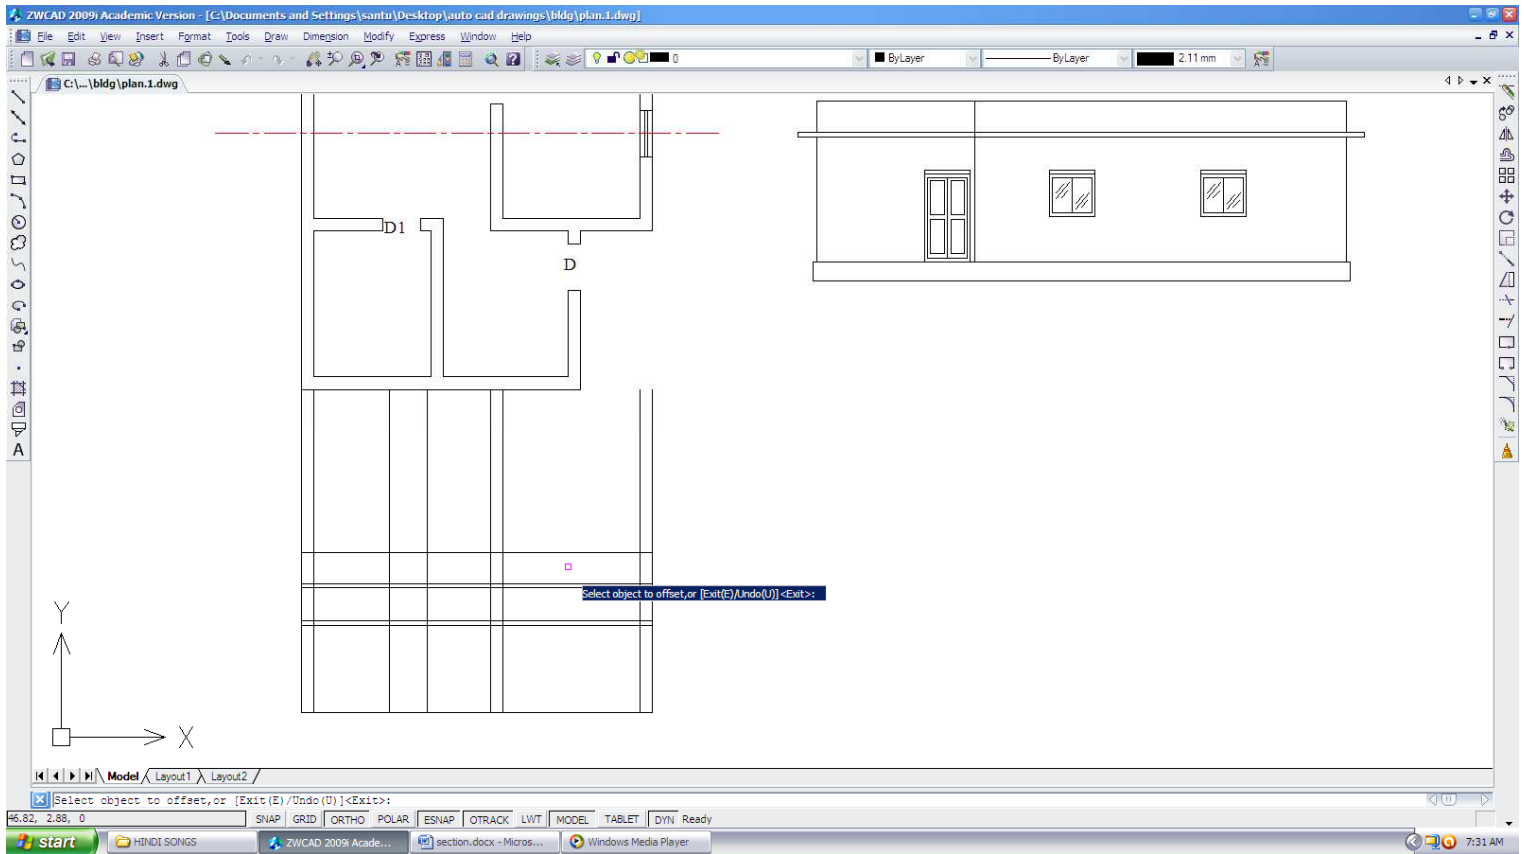 ZWCAD 2009i Academic Version - [C:\Documents and Settings\santu\Desktop\auto cad drawings\bldg\plan.1.dwg]
File Edit View Insert Format Tools Draw Dimension Modify Express Window Help
0 ByLayer ByLayer 2.11 mm
C:\...\bldg\plan.1.dwg
D1
D
Select object to offset,or [Exit(E)/Undo(U)]<Exit>:
Y
X
A
Model Layout1 Layout2
Select object to offset,or [Exit(E)/Undo(U)]<Exit>:
46.82, 2.88, 0 SNAP GRID ORTHO POLAR ESNAP OTRACK LWT MODEL TABLET DYN Ready
start HINDI SONGS ZWCAD 2009i Acade... section.docx - Micros... Windows Media Player 7:31 AM